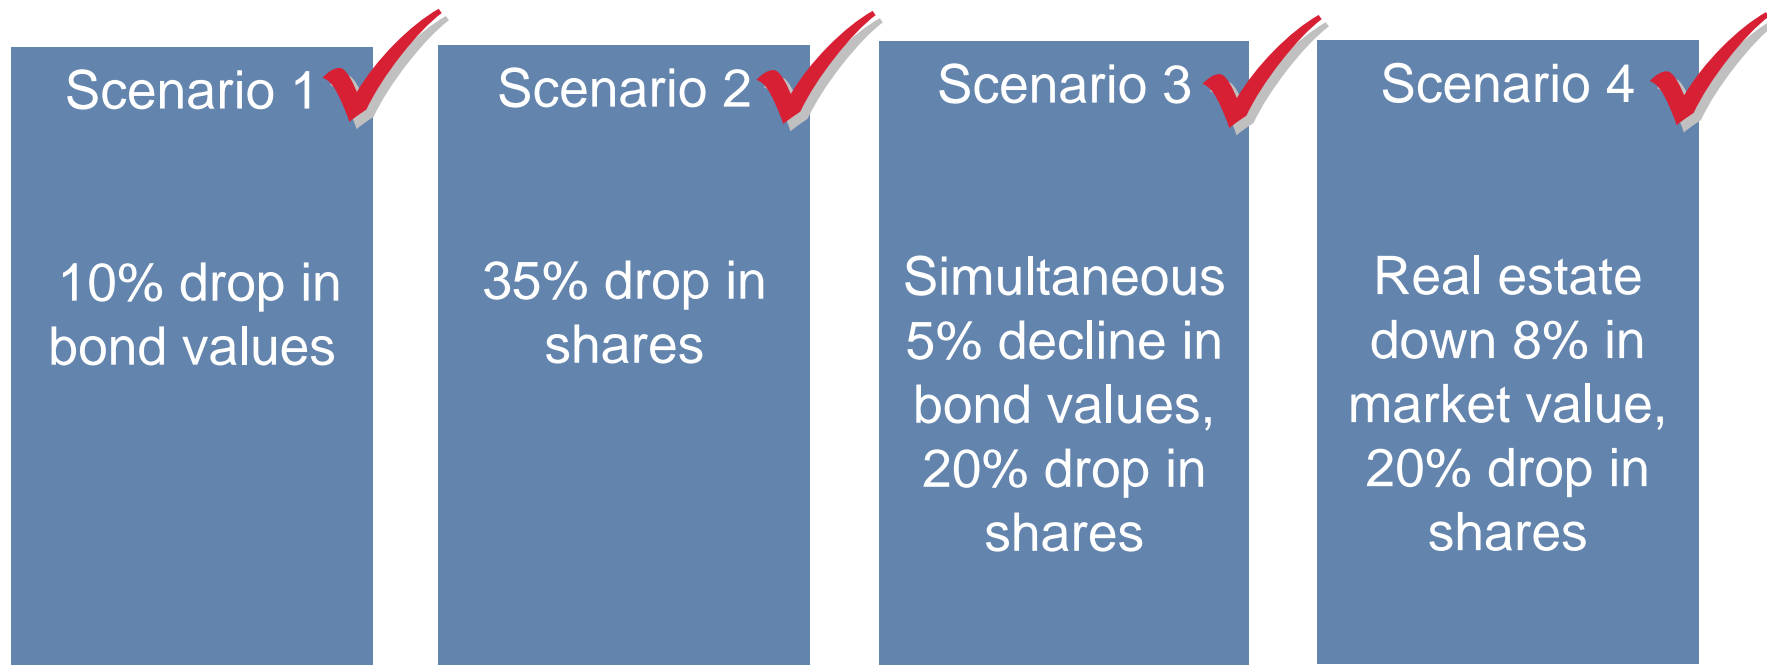 Scenario 1
10% drop in
bond values
Scenario 2
35% drop in
shares
Scenario 3
Simultaneous
5% decline in
bond values,
20% drop in
shares
Scenario 4
Real estate
down 8% in
market value,
20% drop in
shares